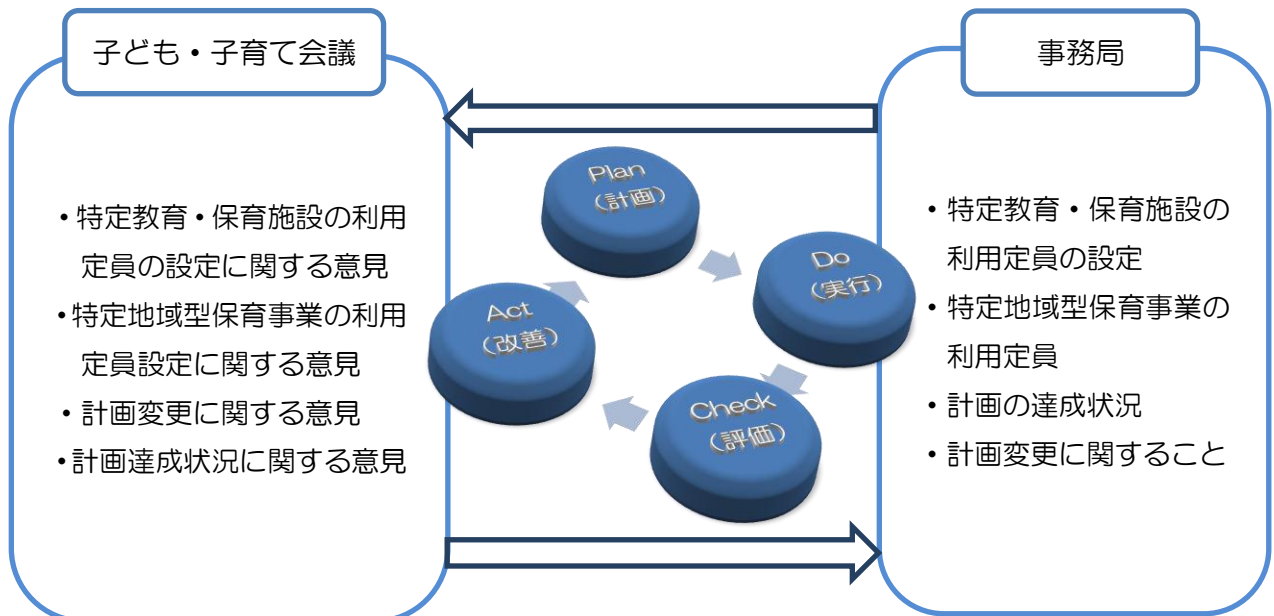 子ども・子育て会議
・特定教育・保育施設の利用
定員の設定に関する意見
・特定地域型保育事業の利用
定員設定に関する意見
・計画変更に関する意見
・計画達成状況に関する意見
Plan
(計画)
Do
(実行)
Check
(評価)
Act
(改善)
事務局
・特定教育・保育施設の
利用定員の設定
・特定地域型保育事業の
利用定員
・計画の達成状況
・計画変更に関すること